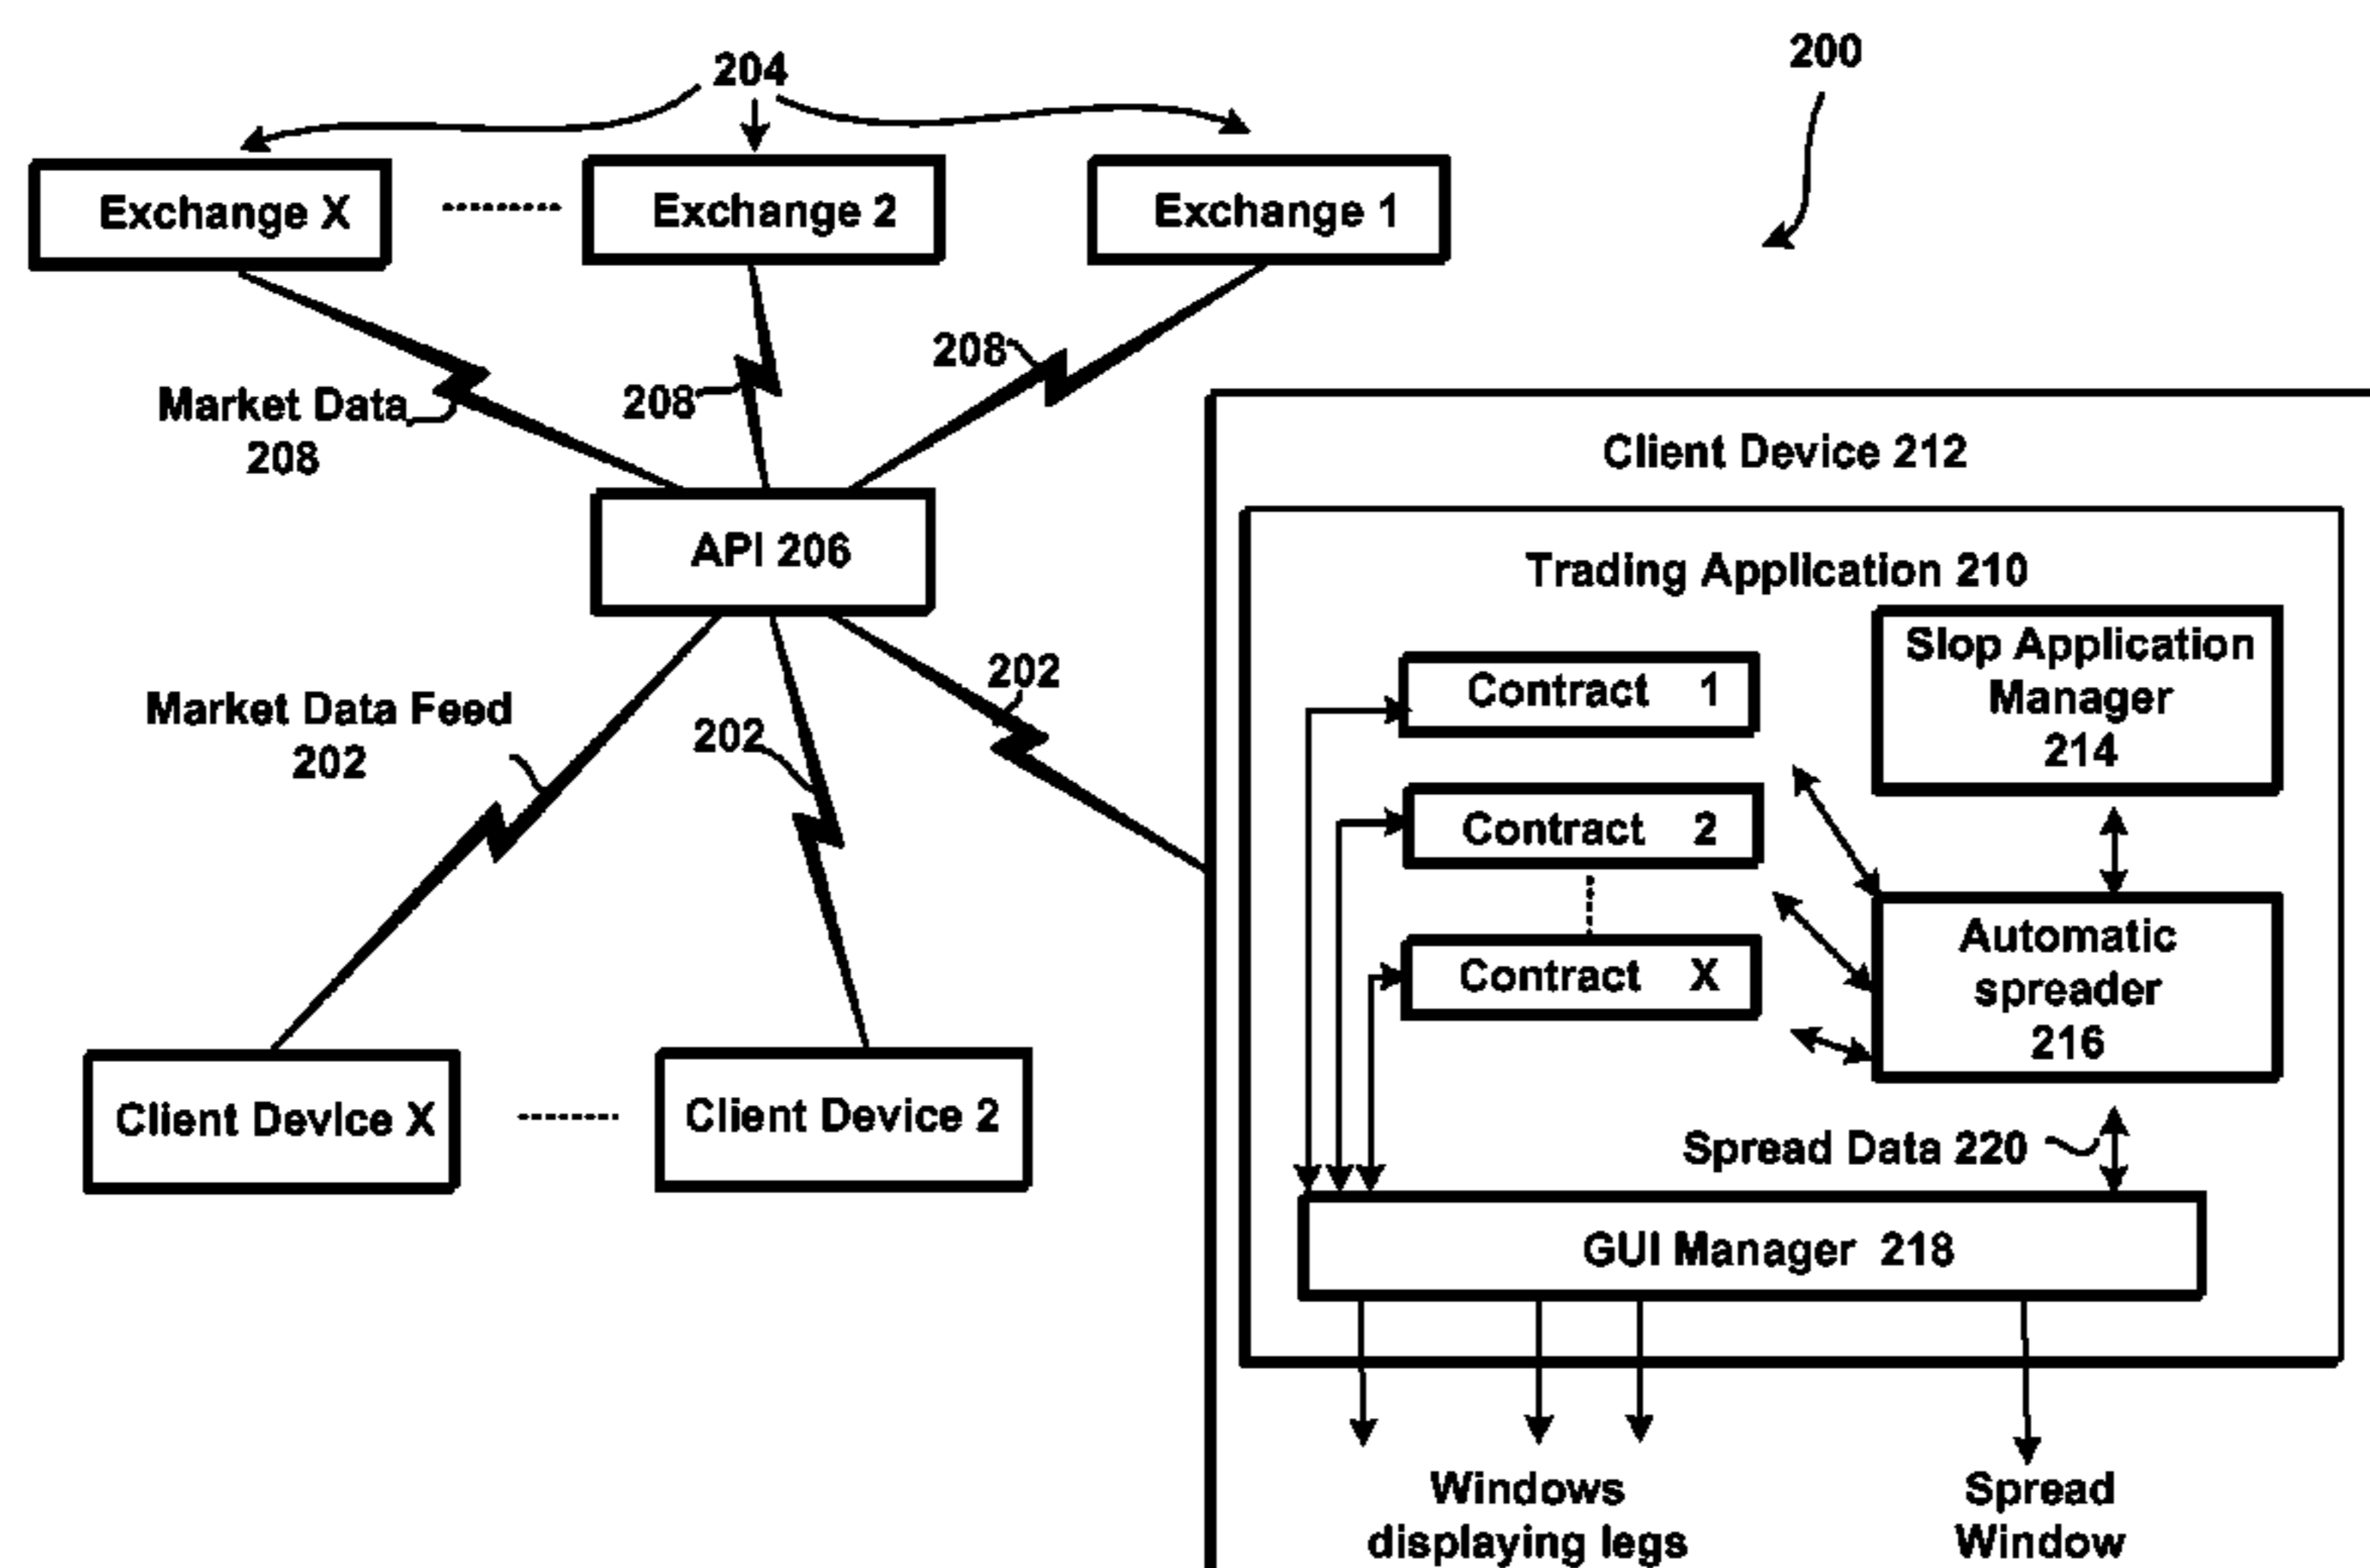 204
200
Exchange X
Exchange 2
Exchange 1
208
208
Market Data
208
Client Device 212
API 206
Trading Application 210
Slop Application
Manager
214
Contract 1
202
Market Data Feed
202
202
Contract 2
Contract X
Automatic
spreader
216
Client Device X
Client Device 2
Spread Data 220
GUI Manager 218
Windows
displaying legs
Spread
Window